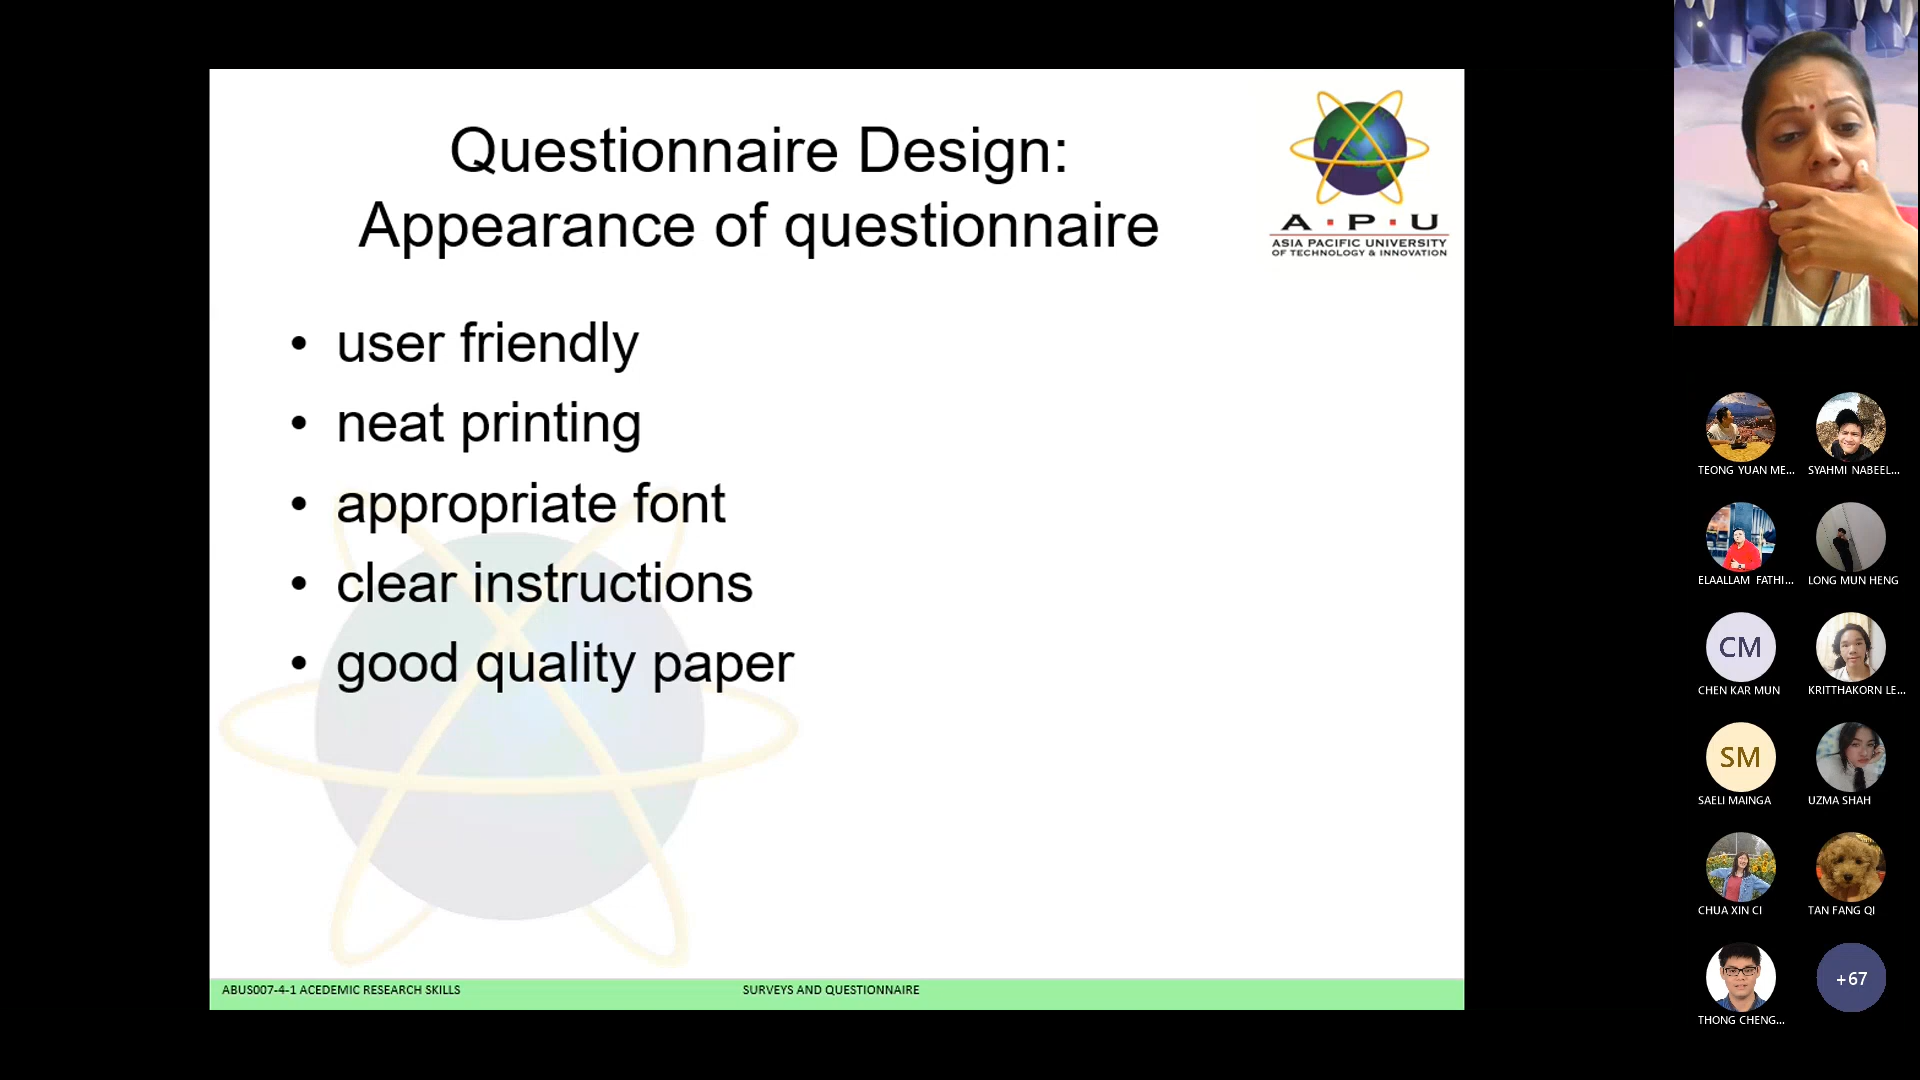 Questionnaire Design:
Appearance of questionnaire
A·P·U
ASIA PACIFIC UNIVERSITY
OF TECHNOLOGY & INNOVATION
• user friendly
• neat printing
• appropriate font
• clear instructions
• good quality paper
ABUS007-4-1 ACEDEMIC RESEARCH SKILLS
SURVEYS AND QUESTIONNAIRE
TEONG YUAN ME...
SYAHMI NABEEL...
ELAALLAM FATHI...
LONG MUN HENG
CM
CHEN KAR MUN
KRITTHAKORN LE...
SM
SAELI MAINGA
UZMA SHAH
CHUA XIN CI
TAN FANG QI
THONG CHENG...
+67